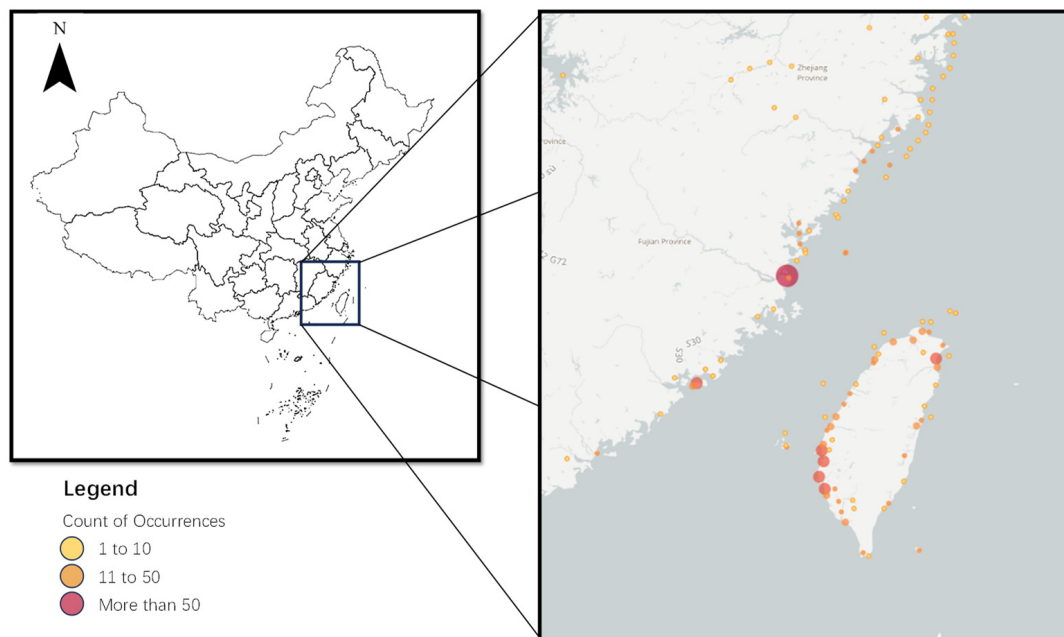 N
Zhejiang
Province
ovince
Fujian Province
G72
S30
Legend
Count of Occurrences
1 to 10
11 to 50
More than 50